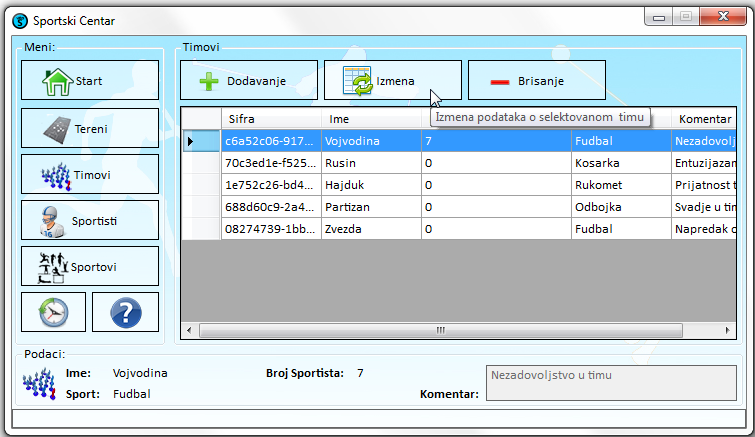 Sportski Centar
Meni:
Start
Tereni
Timovi
Sportisti
Sportovi
Timovi
Dodavanje
Izmena
Brisanje
Izmena podataka o selektovanom timu
Sifra Ime Komentar
c6a52c06-917... Vojvodina 7 Fudbal Nezadovolj
70c3ed1e-f525... Rusin 0 Kosarka Entuzijazam
1e752c26-bd4... Hajduk 0 Rukomet Prijatnost t
688d60c9-2a4... Partizan 0 Odbojka Svadje u tim
08274739-1bb... Zvezda 0 Fudbal Napredak o
Podaci:
Ime: Vojvodina Broj Sportista: 7
Sport: Fudbal Komentar: Nezadovoljstvo u timu